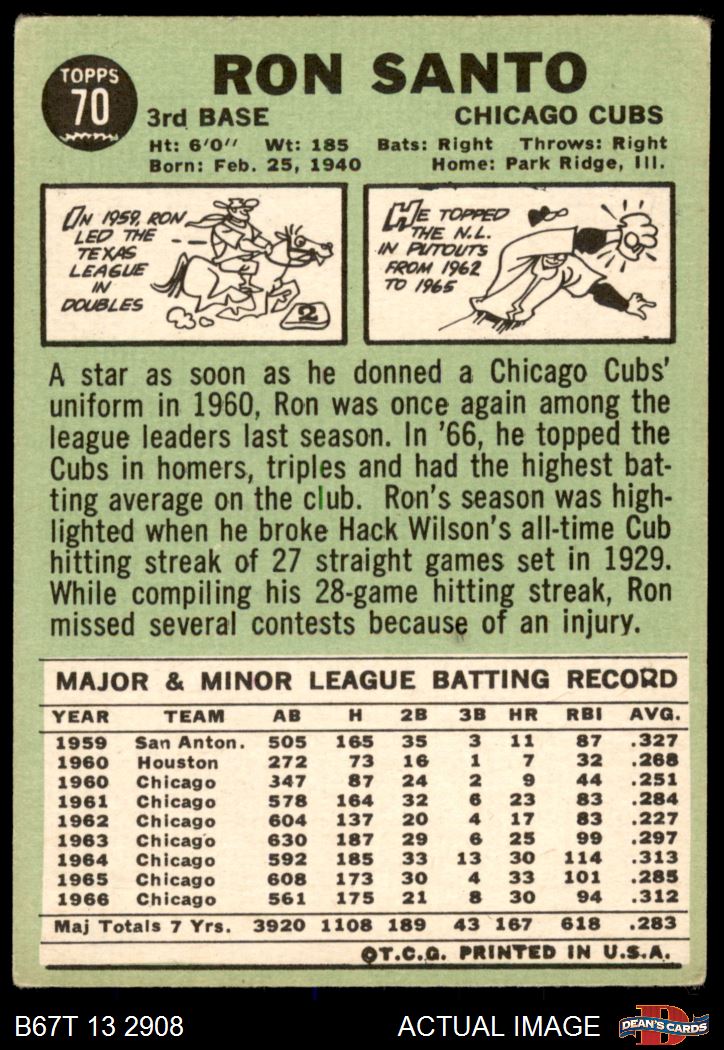 TOPPS
70
RON SANTO
3rd BASE CHICAGO CUBS
Ht: 6'0'' Wt: 185 Bats: Right Throws: Right
Born: Feb. 25, 1940 Home: Park Ridge, Ill.
IN 1959, RON
LED THE
TEXAS
LEAGUE
IN
DOUBLES
2
HE TOPPED
THE N.L.
IN PUTOUTS
FROM 1962
TO 1965
A star as soon as he donned a Chicago Cubs'
uniform in 1960, Ron was once again among the
league leaders last season. In '66, he topped the
Cubs in homers, triples and had the highest bat-
ting average on the club. Ron's season was high-
lighted when he broke Hack Wilson's all-time Cub
hitting streak of 27 straight games set in 1929.
While compiling his 28-game hitting streak, Ron
missed several contests because of an injury.
MAJOR & MINOR LEAGUE BATTING RECORD
YEAR TEAM AB H 2B 3B HR RBI AVG.
1959 San Anton. 505 165 35 3 11 87 .327
1960 Houston 272 73 16 1 7 32 .268
1960 Chicago 347 87 24 2 9 44 .251
1961 Chicago 578 164 32 6 23 83 .284
1962 Chicago 604 137 20 4 17 83 .227
1963 Chicago 630 187 29 6 25 99 .297
1964 Chicago 592 185 33 13 30 114 .313
1965 Chicago 608 173 30 4 33 101 .285
1966 Chicago 561 175 21 8 30 94 .312
Maj Totals 7 Yrs. 3920 1108 189 43 167 618 .283
©T.C.G. PRINTED IN U.S.A.
B67T 13 2908 ACTUAL IMAGE
D
DEAN'S CARDS